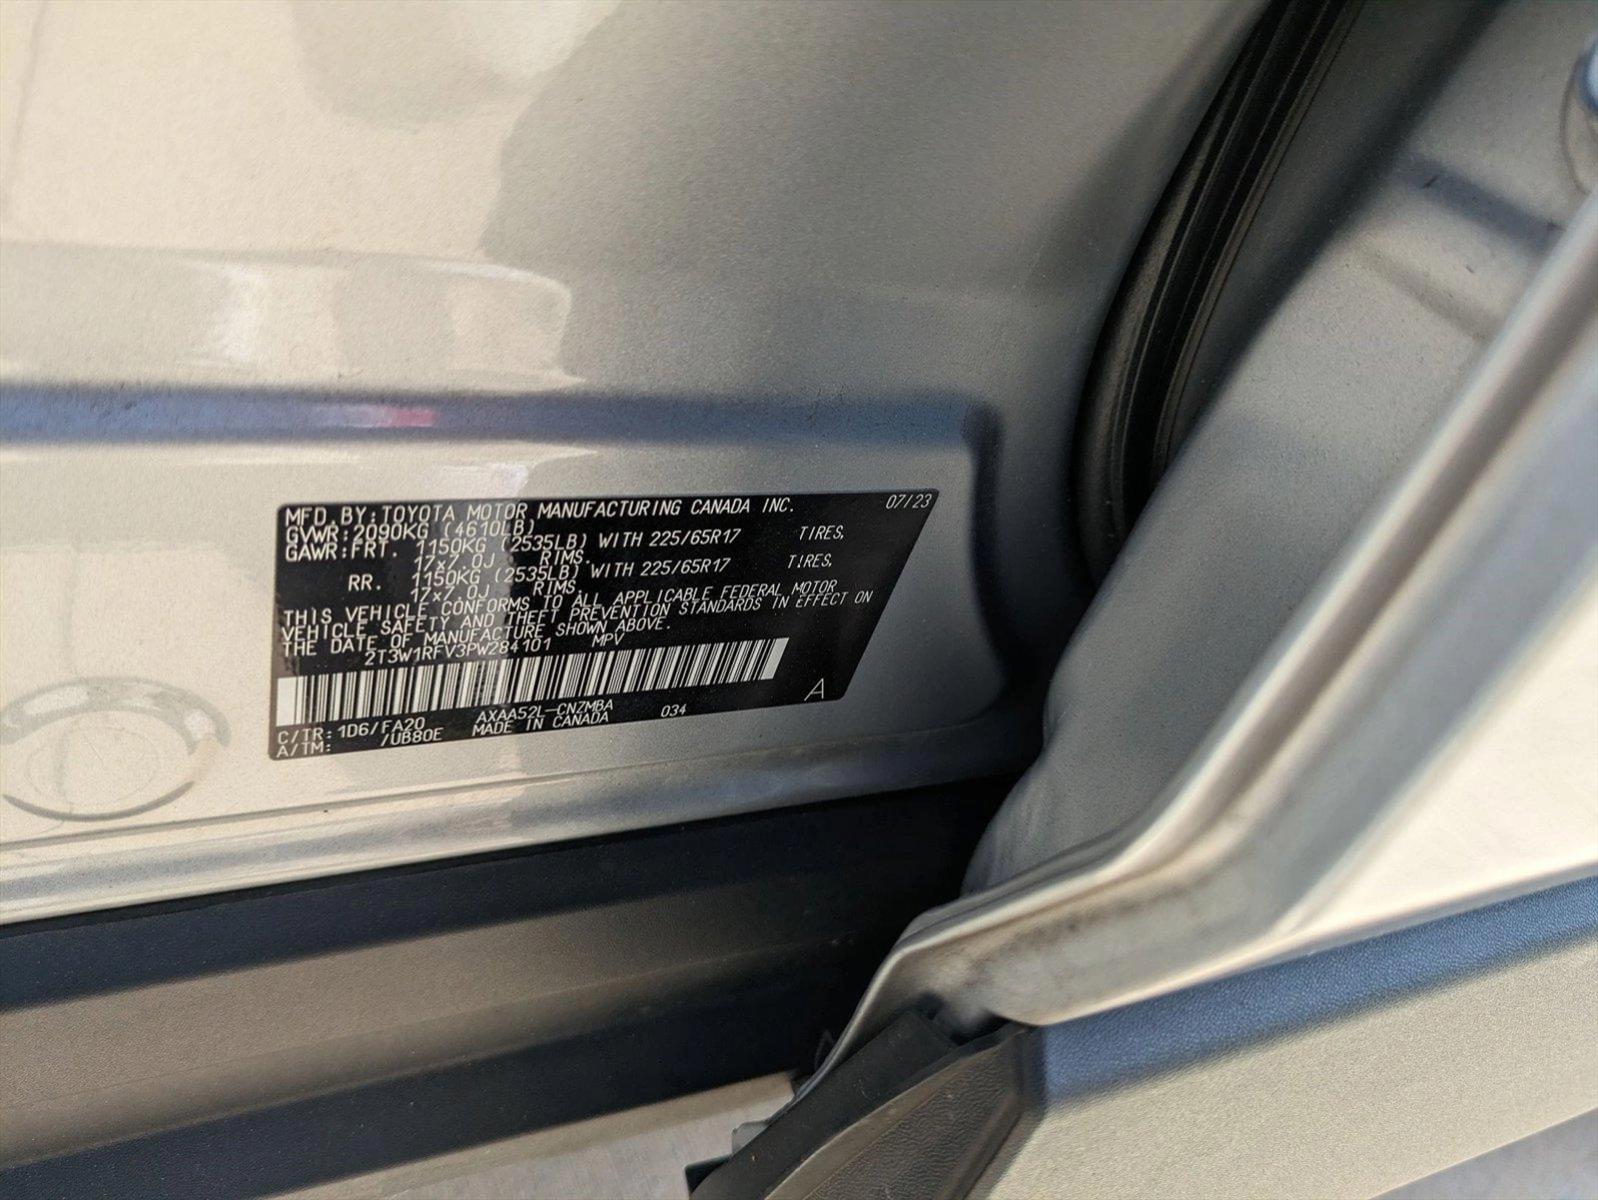 MFD.BY:TOYOTA MOTOR MANUFACTURING CANADA INC. 07/23
GVWR:2090KG (4610LB)
GAWR:FRT. 1150KG (2535LB) WITH 225/65R17 TIRES,
17x7.0J RIMS.
RR. 1150KG (2535LB) WITH 225/65R17 TIRES,
17x7.0J RIMS.
THIS VEHICLE CONFORMS TO ALL APPLICABLE FEDERAL MOTOR
VEHICLE SAFETY AND THEFT PREVENTION STANDARDS IN EFFECT ON
THE DATE OF MANUFACTURE SHOWN ABOVE.
2T3W1RFV3PW284101 MPV
A
C/TR:1D6/FA20 AXAA52L-CNZMBA 034
A/TM: /UB80E MADE IN CANADA